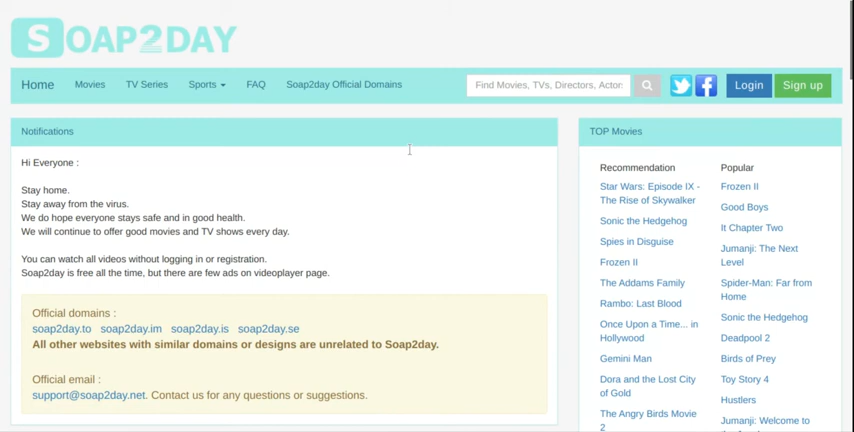 SOAP2DAY
Home Movies TV Series Sports FAQ Soap2day Official Domains Find Movies, TVs, Directors, Actor Login Sign up
Notifications
Hi Everyone :
Stay home.
Stay away from the virus.
We do hope everyone stays safe and in good health.
We will continue to offer good movies and TV shows every day.
You can watch all videos without logging in or registration.
Soap2day is free all the time, but there are few ads on videoplayer page.
Official domains :
soap2day.to soap2day.im soap2day.is soap2day.se
All other websites with similar domains or designs are unrelated to Soap2day.
Official email :
support@soap2day.net. Contact us for any questions or suggestions.
TOP Movies
Recommendation
Star Wars: Episode IX -
The Rise of Skywalker
Sonic the Hedgehog
Spies in Disguise
Frozen II
The Addams Family
Rambo: Last Blood
Once Upon a Time... in
Hollywood
Gemini Man
Dora and the Lost City
of Gold
The Angry Birds Movie
2
Popular
Frozen II
Good Boys
It Chapter Two
Jumanji: The Next
Level
Spider-Man: Far from
Home
Sonic the Hedgehog
Deadpool 2
Birds of Prey
Toy Story 4
Hustlers
Jumanji: Welcome to